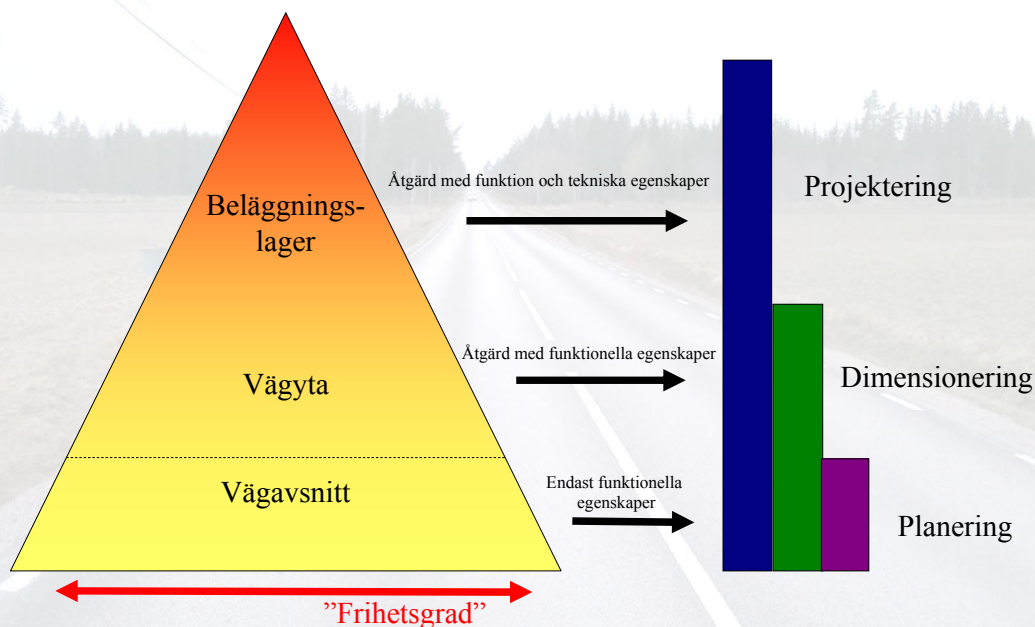 Åtgärd med funktion och tekniska egenskaper
Projektering
Beläggnings-
lager
Åtgärd med funktionella egenskaper
Vägyta
Dimensionering
Vägavsnitt
Endast funktionella
egenskaper
Planering
”Frihetsgrad”